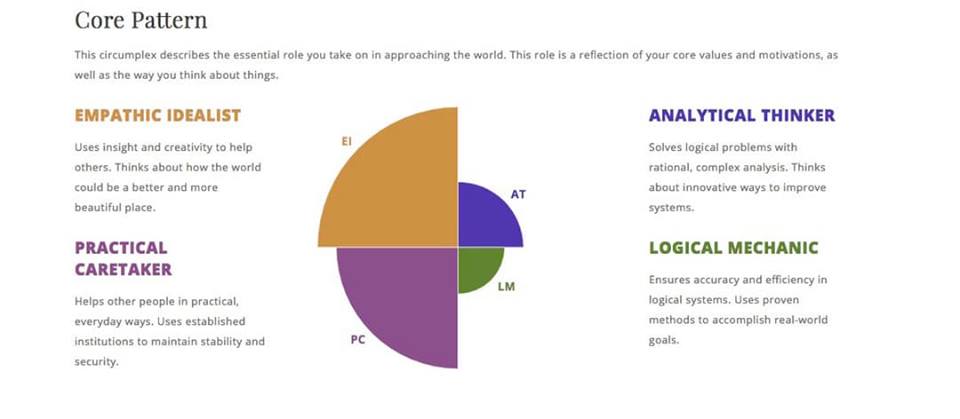 Core Pattern
This circumplex describes the essential role you take on in approaching the world. This role is a reflection of your core values and motivations, as
well as the way you think about things.
EMPATHIC IDEALIST
Uses insight and creativity to help
others. Thinks about how the world
could be a better and more
beautiful place.
PRACTICAL
CARETAKER
Helps other people in practical,
everyday ways. Uses established
institutions to maintain stability and
security.
EI
AT
LM
PC
ANALYTICAL THINKER
Solves logical problems with
rational, complex analysis. Thinks
about innovative ways to improve
systems.
LOGICAL MECHANIC
Ensures accuracy and efficiency in
logical systems. Uses proven
methods to accomplish real-world
goals.